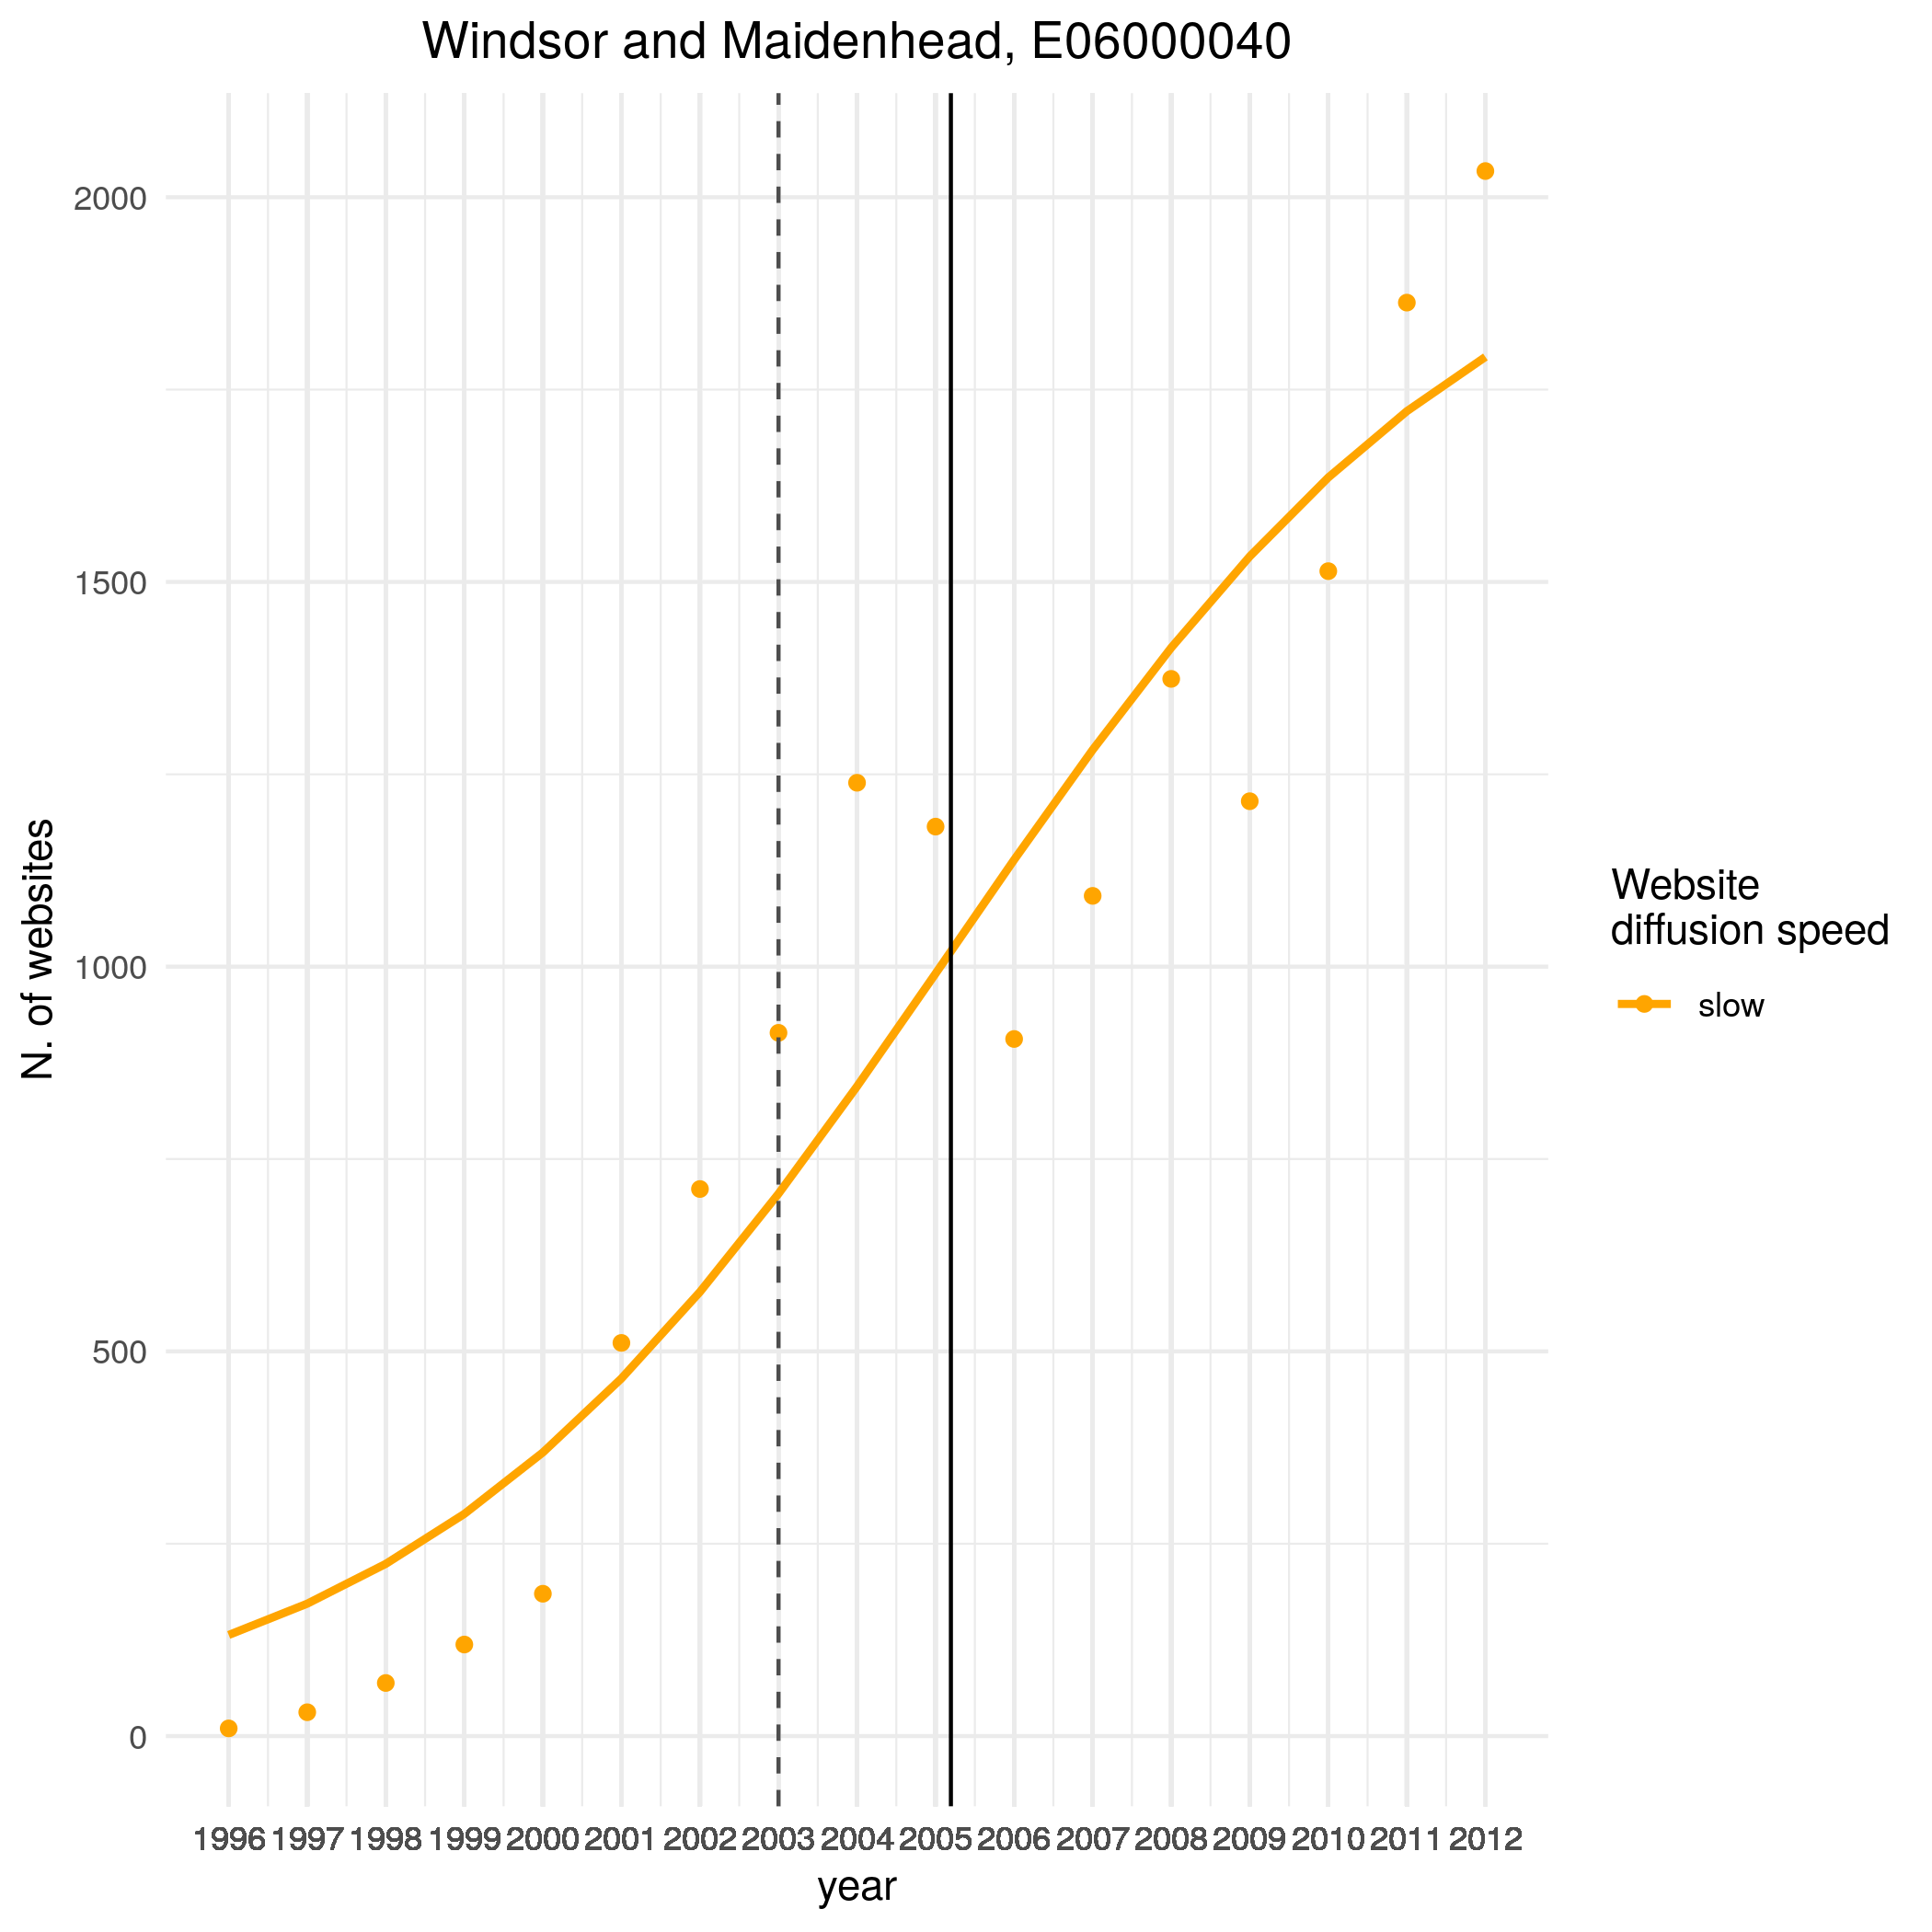 Windsor and Maidenhead, E06000040
2000
1500
1000
500
0
N. of websites
1996 1997 1998 1999 2000 2001 2002 2003 2004 2005 2006 2007 2008 2009 2010 2011 2012
year
Website
diffusion speed
slow